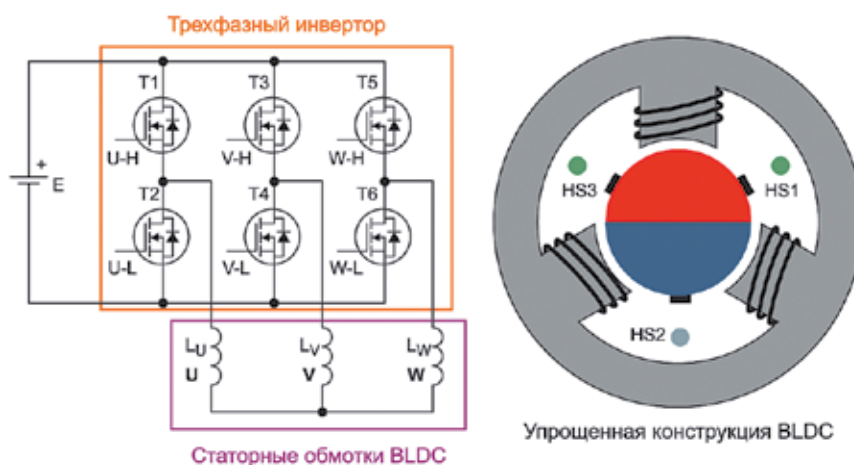 Трехфазный инвертор
T1
T3
T5
U-H
V-H
W-H
+
E
T2
T4
T6
U-L
V-L
W-L
LU
LV
LW
U
V
W
Статорные обмотки BLDC
HS3
HS1
HS2
Упрощенная конструкция BLDC